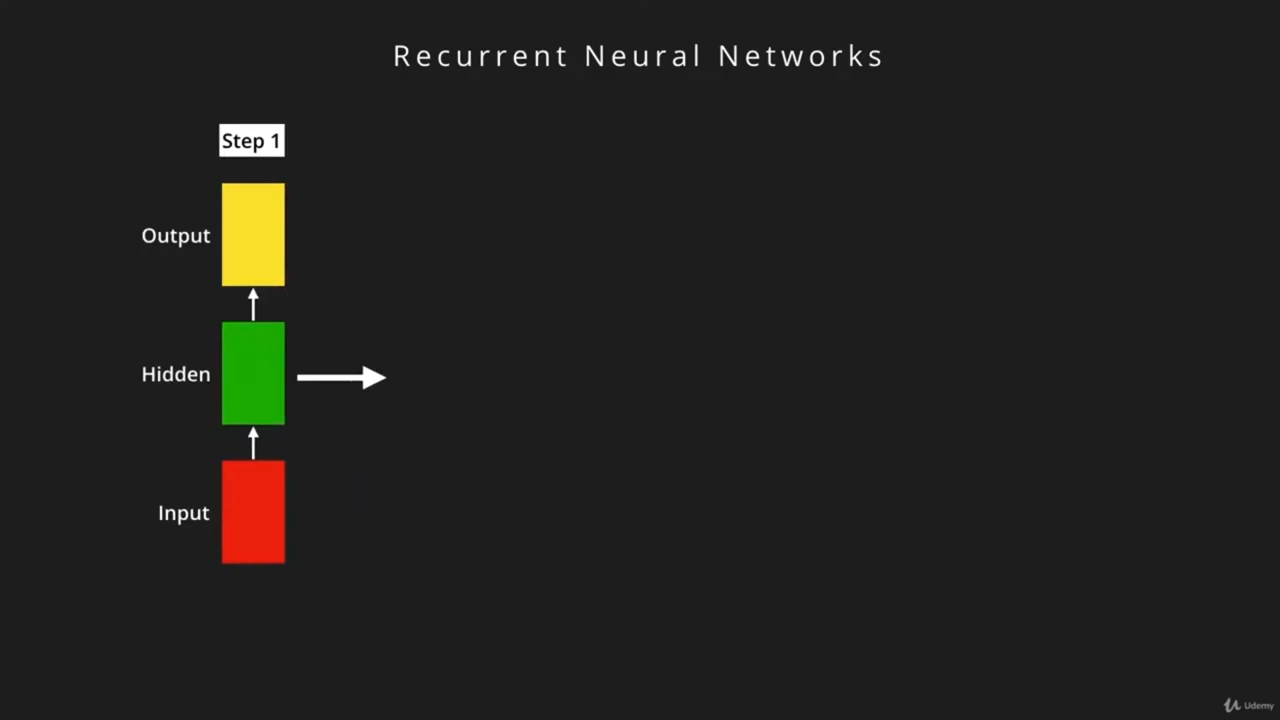 Recurrent Neural Networks
Step 1
Output
Hidden
Input
Udemy